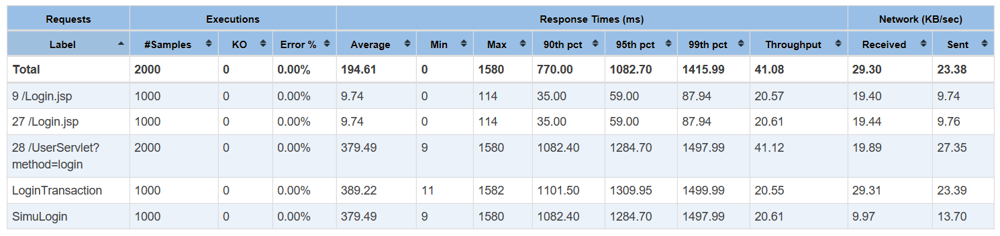 Requests Executions Response Times (ms) Network (KB/sec)
Label #Samples KO Error % Average Min Max 90th pct 95th pct 99th pct Throughput Received Sent
Total 2000 0 0.00% 194.61 0 1580 770.00 1082.70 1415.99 41.08 29.30 23.38
9 /Login.jsp 1000 0 0.00% 9.74 0 114 35.00 59.00 87.94 20.57 19.40 9.74
27 /Login.jsp 1000 0 0.00% 9.74 0 114 35.00 59.00 87.94 20.61 19.44 9.76
28 /UserServlet? 2000 0 0.00% 379.49 9 1580 1082.40 1284.70 1497.99 41.12 19.89 27.35
method=login
LoginTransaction 1000 0 0.00% 389.22 11 1582 1101.50 1309.95 1499.99 20.55 29.31 23.39
SimuLogin 1000 0 0.00% 379.49 9 1580 1082.40 1284.70 1497.99 20.61 9.97 13.70